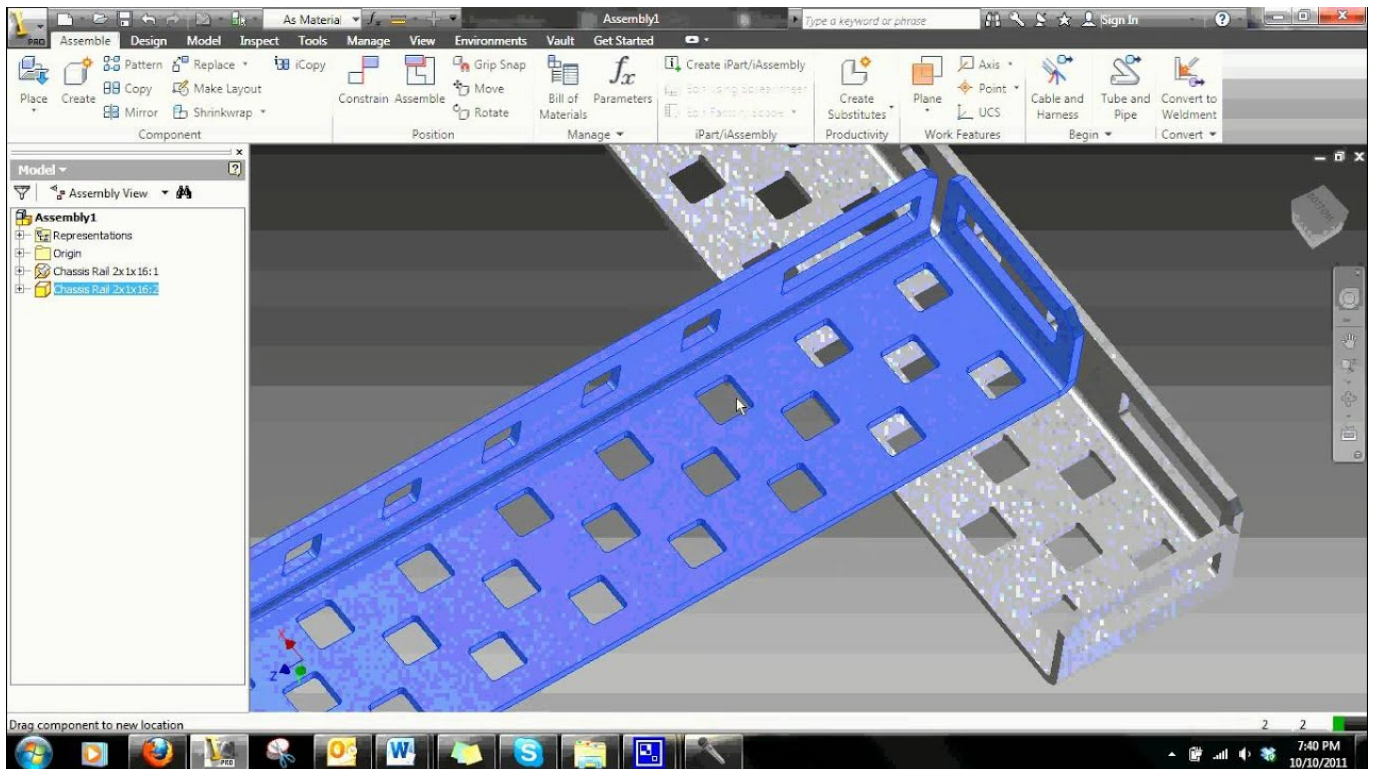 As Material
Assembly1
Type a keyword or phrase
Sign In
PRO
Assemble Design Model Inspect Tools Manage View Environments Vault Get Started
Place
Create
Pattern
Copy
Mirror
Replace
Make Layout
Shrinkwrap
iCopy
Component
Constrain
Assemble
Grip Snap
Move
Rotate
Position
Bill of
Materials
fx
Parameters
Manage
Create iPart/iAssembly
iPart/iAssembly
Create
Substitutes
Productivity
Plane
Axis
Point
UCS
Work Features
Cable and
Harness
Tube and
Pipe
Begin
Convert to
Weldment
Convert
Model
Assembly View
Assembly1
Representations
Origin
Chassis Rail 2x1x16:1
Chassis Rail 2x1x16:2
BOTTOM
X
Z
Drag component to new location
2 2
PRO
7:40 PM
10/10/2011